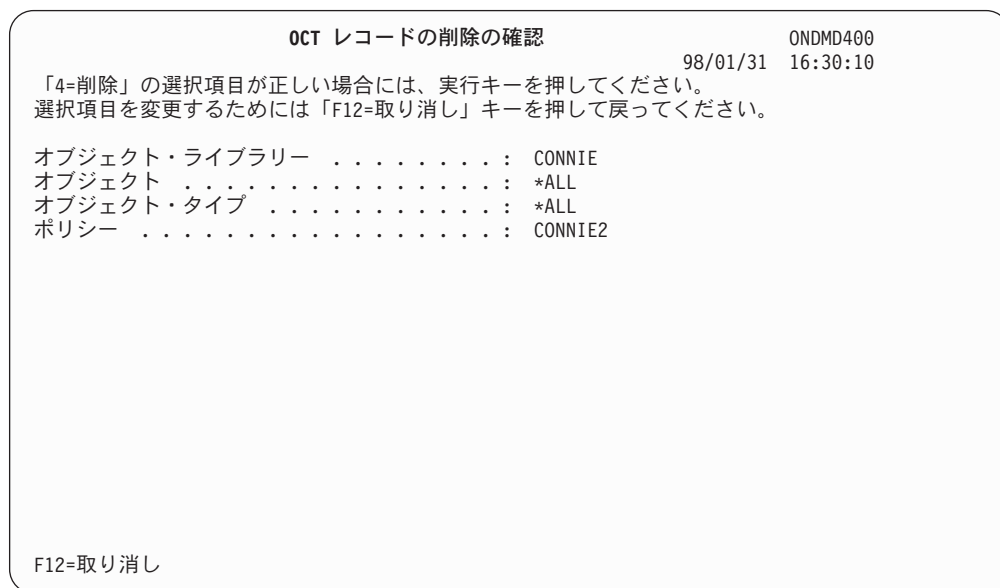 OCT レコードの削除の確認 ONDMD400
98/01/31 16:30:10
「4=削除」の選択項目が正しい場合には、実行キーを押してください。
選択項目を変更するためには「F12=取り消し」キーを押して戻ってください。
オブジェクト・ライブラリー . . . . . . . . : CONNIE
オブジェクト . . . . . . . . . . . . . . . : *ALL
オブジェクト・タイプ . . . . . . . . . . . : *ALL
ポリシー . . . . . . . . . . . . . . . . . : CONNIE2
F12=取り消し